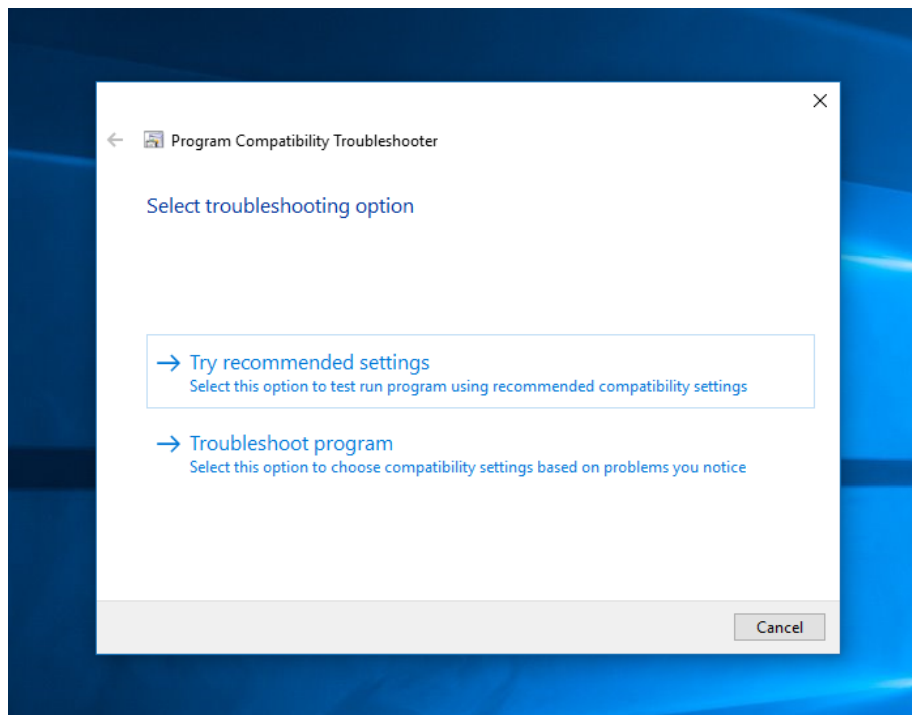 Program Compatibility Troubleshooter
Select troubleshooting option
Try recommended settings
Select this option to test run program using recommended compatibility settings
Troubleshoot program
Select this option to choose compatibility settings based on problems you notice
Cancel